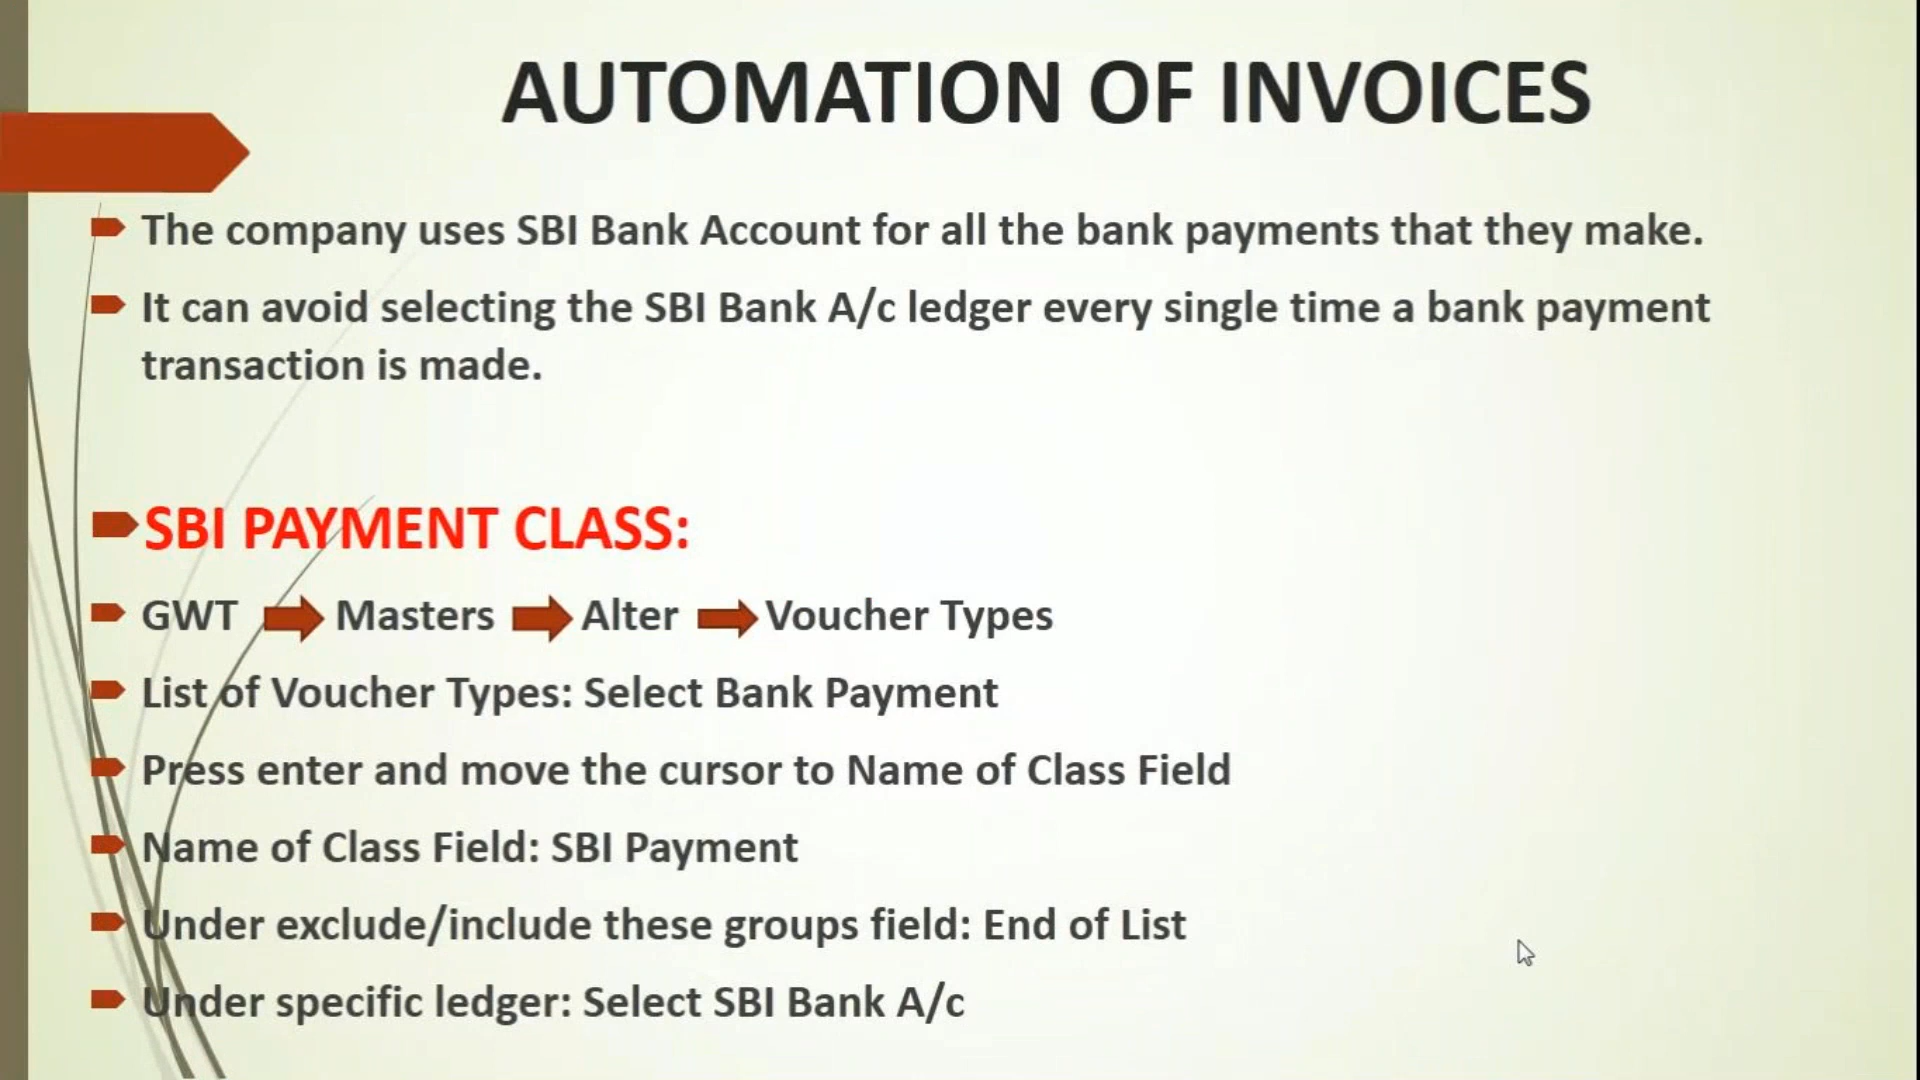 AUTOMATION OF INVOICES
The company uses SBI Bank Account for all the bank payments that they make.
It can avoid selecting the SBI Bank A/c ledger every single time a bank payment
transaction is made.
SBI PAYMENT CLASS:
GWT Masters Alter Voucher Types
List of Voucher Types: Select Bank Payment
Press enter and move the cursor to Name of Class Field
Name of Class Field: SBI Payment
Under exclude/include these groups field: End of List
Under specific ledger: Select SBI Bank A/c